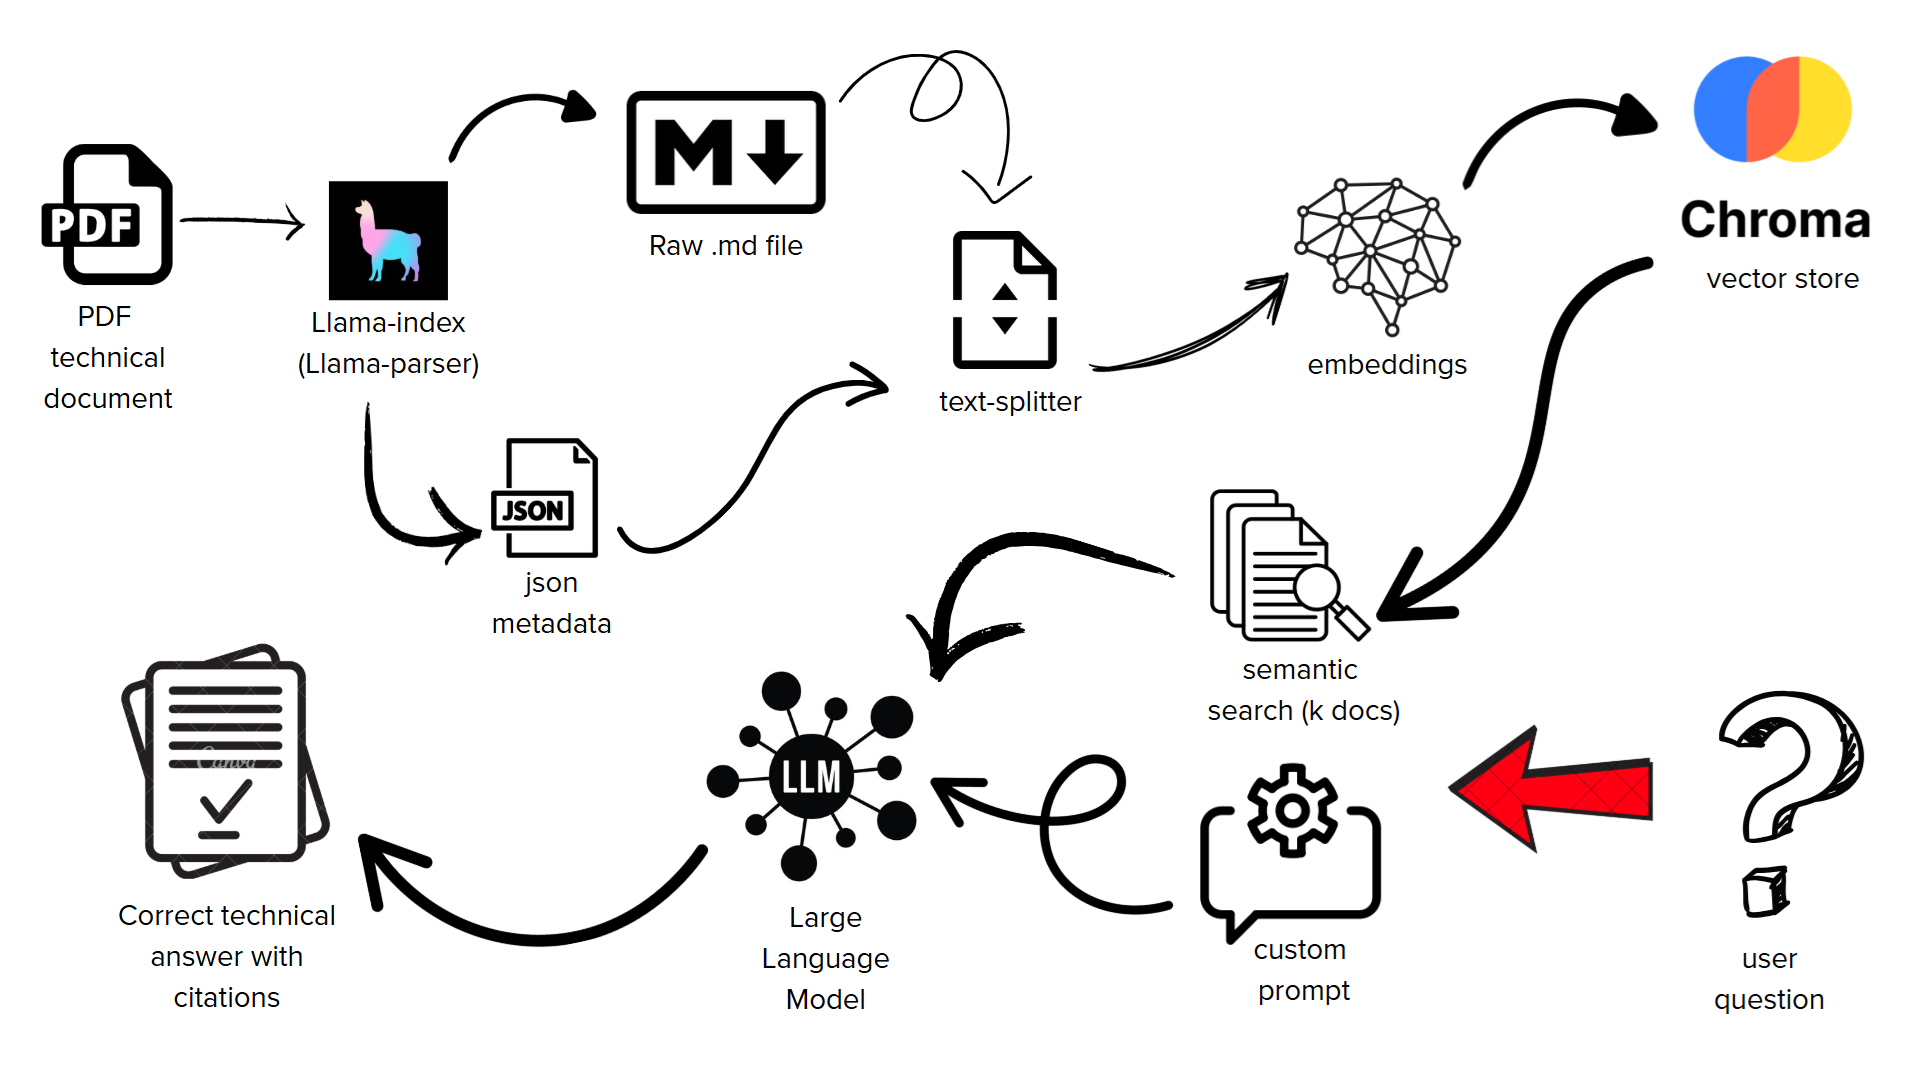 PDF
PDF
technical
document
Llama-index
(Llama-parser)
M
Raw .md file
JSON
json
metadata
text-splitter
embeddings
Chroma
vector store
semantic
search (k docs)
?
user
question
custom
prompt
LLM
Large
Language
Model
Canva
Correct technical
answer with
citations